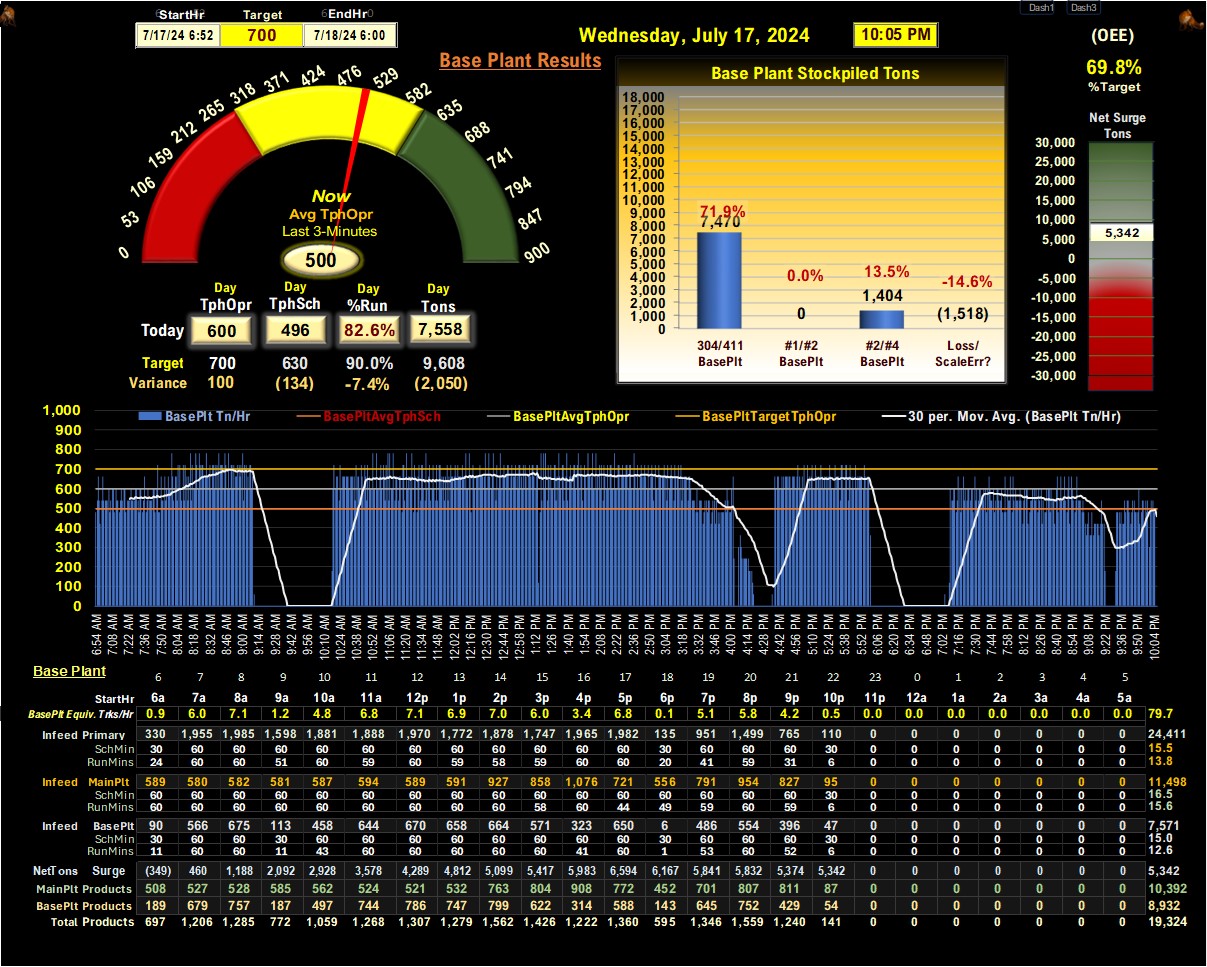 StartHr Target EndHr
7/17/24 6:52 700 7/18/24 6:00
Dash1 Dash3
Wednesday, July 17, 2024 10:05 PM
(OEE)
69.8%
%Target
Base Plant Results
0 53 106 159 212 265 318 371 424 476 529 582 635 688 741 794 847 900
Now
Avg TphOpr
Last 3-Minutes
500
Day Day Day Day
TphOpr TphSch %Run Tons
Today 600 496 82.6% 7,558
Target 700 630 90.0% 9,608
Variance 100 (134) -7.4% (2,050)
Base Plant Stockpiled Tons
18,000
17,000
16,000
15,000
14,000
13,000
12,000
11,000
10,000
9,000
8,000
7,000
6,000
5,000
4,000
3,000
2,000
1,000
0
71.9%
7,470
0.0%
0
13.5%
1,404
-14.6%
(1,518)
304/411 #1/#2 #2/#4 Loss/
BasePlt BasePlt BasePlt ScaleErr?
Net Surge
Tons
30,000
25,000
20,000
15,000
10,000
5,342
5,000
0
-5,000
-10,000
-15,000
-20,000
-25,000
-30,000
BasePlt Tn/Hr BasePltAvgTphSch BasePltAvgTphOpr BasePltTargetTphOpr 30 per. Mov. Avg. (BasePlt Tn/Hr)
1,000
900
800
700
600
500
400
300
200
100
0
6:54 AM 7:08 AM 7:22 AM 7:36 AM 7:50 AM 8:04 AM 8:18 AM 8:32 AM 8:46 AM 9:00 AM 9:14 AM 9:28 AM 9:42 AM 9:56 AM 10:10 AM 10:24 AM 10:38 AM 10:52 AM 11:06 AM 11:20 AM 11:34 AM 11:48 AM 12:02 PM 12:16 PM 12:30 PM 12:44 PM 12:58 PM 1:12 PM 1:26 PM 1:40 PM 1:54 PM 2:08 PM 2:22 PM 2:36 PM 2:50 PM 3:04 PM 3:18 PM 3:32 PM 3:46 PM 4:00 PM 4:14 PM 4:28 PM 4:42 PM 4:56 PM 5:10 PM 5:24 PM 5:38 PM 5:52 PM 6:06 PM 6:20 PM 6:34 PM 6:48 PM 7:02 PM 7:16 PM 7:30 PM 7:44 PM 7:58 PM 8:12 PM 8:26 PM 8:40 PM 8:54 PM 9:08 PM 9:22 PM 9:36 PM 9:50 PM 10:04 PM
Base Plant 6 7 8 9 10 11 12 13 14 15 16 17 18 19 20 21 22 23 0 1 2 3 4 5
StartHr 6a 7a 8a 9a 10a 11a 12p 1p 2p 3p 4p 5p 6p 7p 8p 9p 10p 11p 12a 1a 2a 3a 4a 5a
BasePlt Equiv. Trks/Hr 0.9 6.0 7.1 1.2 4.8 6.8 7.1 6.9 7.0 6.0 3.4 6.8 0.1 5.1 5.8 4.2 0.5 0.0 0.0 0.0 0.0 0.0 0.0 0.0 79.7
Infeed Primary 330 1,955 1,985 1,598 1,881 1,888 1,970 1,772 1,878 1,747 1,965 1,982 135 951 1,499 765 110 0 0 0 0 0 0 0 24,411
SchMin 30 60 60 60 60 60 60 60 60 60 60 60 30 60 60 60 30 0 0 0 0 0 0 0 15.5
RunMins 24 60 60 51 60 59 60 59 58 59 60 60 20 41 59 31 6 0 0 0 0 0 0 0 13.8
Infeed MainPlt 589 580 582 581 587 594 589 591 927 858 1,076 721 556 791 954 827 95 0 0 0 0 0 0 0 11,498
SchMin 60 60 60 60 60 60 60 60 60 60 60 60 60 60 60 60 30 0 0 0 0 0 0 0 16.5
RunMins 60 60 60 60 60 60 60 60 60 58 60 44 49 59 60 59 6 0 0 0 0 0 0 0 15.6
Infeed BasePlt 90 566 675 113 458 644 670 658 664 571 323 650 6 486 554 396 47 0 0 0 0 0 0 0 7,571
SchMin 30 60 60 30 30 60 60 60 60 60 60 60 30 60 60 60 30 0 0 0 0 0 0 0 15.0
RunMins 11 60 60 11 43 60 60 60 60 60 41 60 1 53 60 52 6 0 0 0 0 0 0 0 12.6
NetTons Surge (349) 460 1,188 2,092 2,928 3,578 4,289 4,812 5,099 5,417 5,983 6,594 6,167 5,841 5,832 5,374 5,342 0 0 0 0 0 0 0 5,342
MainPlt Products 508 527 528 585 562 524 521 532 763 804 908 772 452 701 807 811 87 0 0 0 0 0 0 0 10,392
BasePlt Products 189 679 757 187 497 744 786 747 799 622 314 588 143 645 752 429 54 0 0 0 0 0 0 0 8,932
Total Products 697 1,206 1,285 772 1,059 1,268 1,307 1,279 1,562 1,426 1,222 1,360 595 1,346 1,559 1,240 141 0 0 0 0 0 0 0 19,324